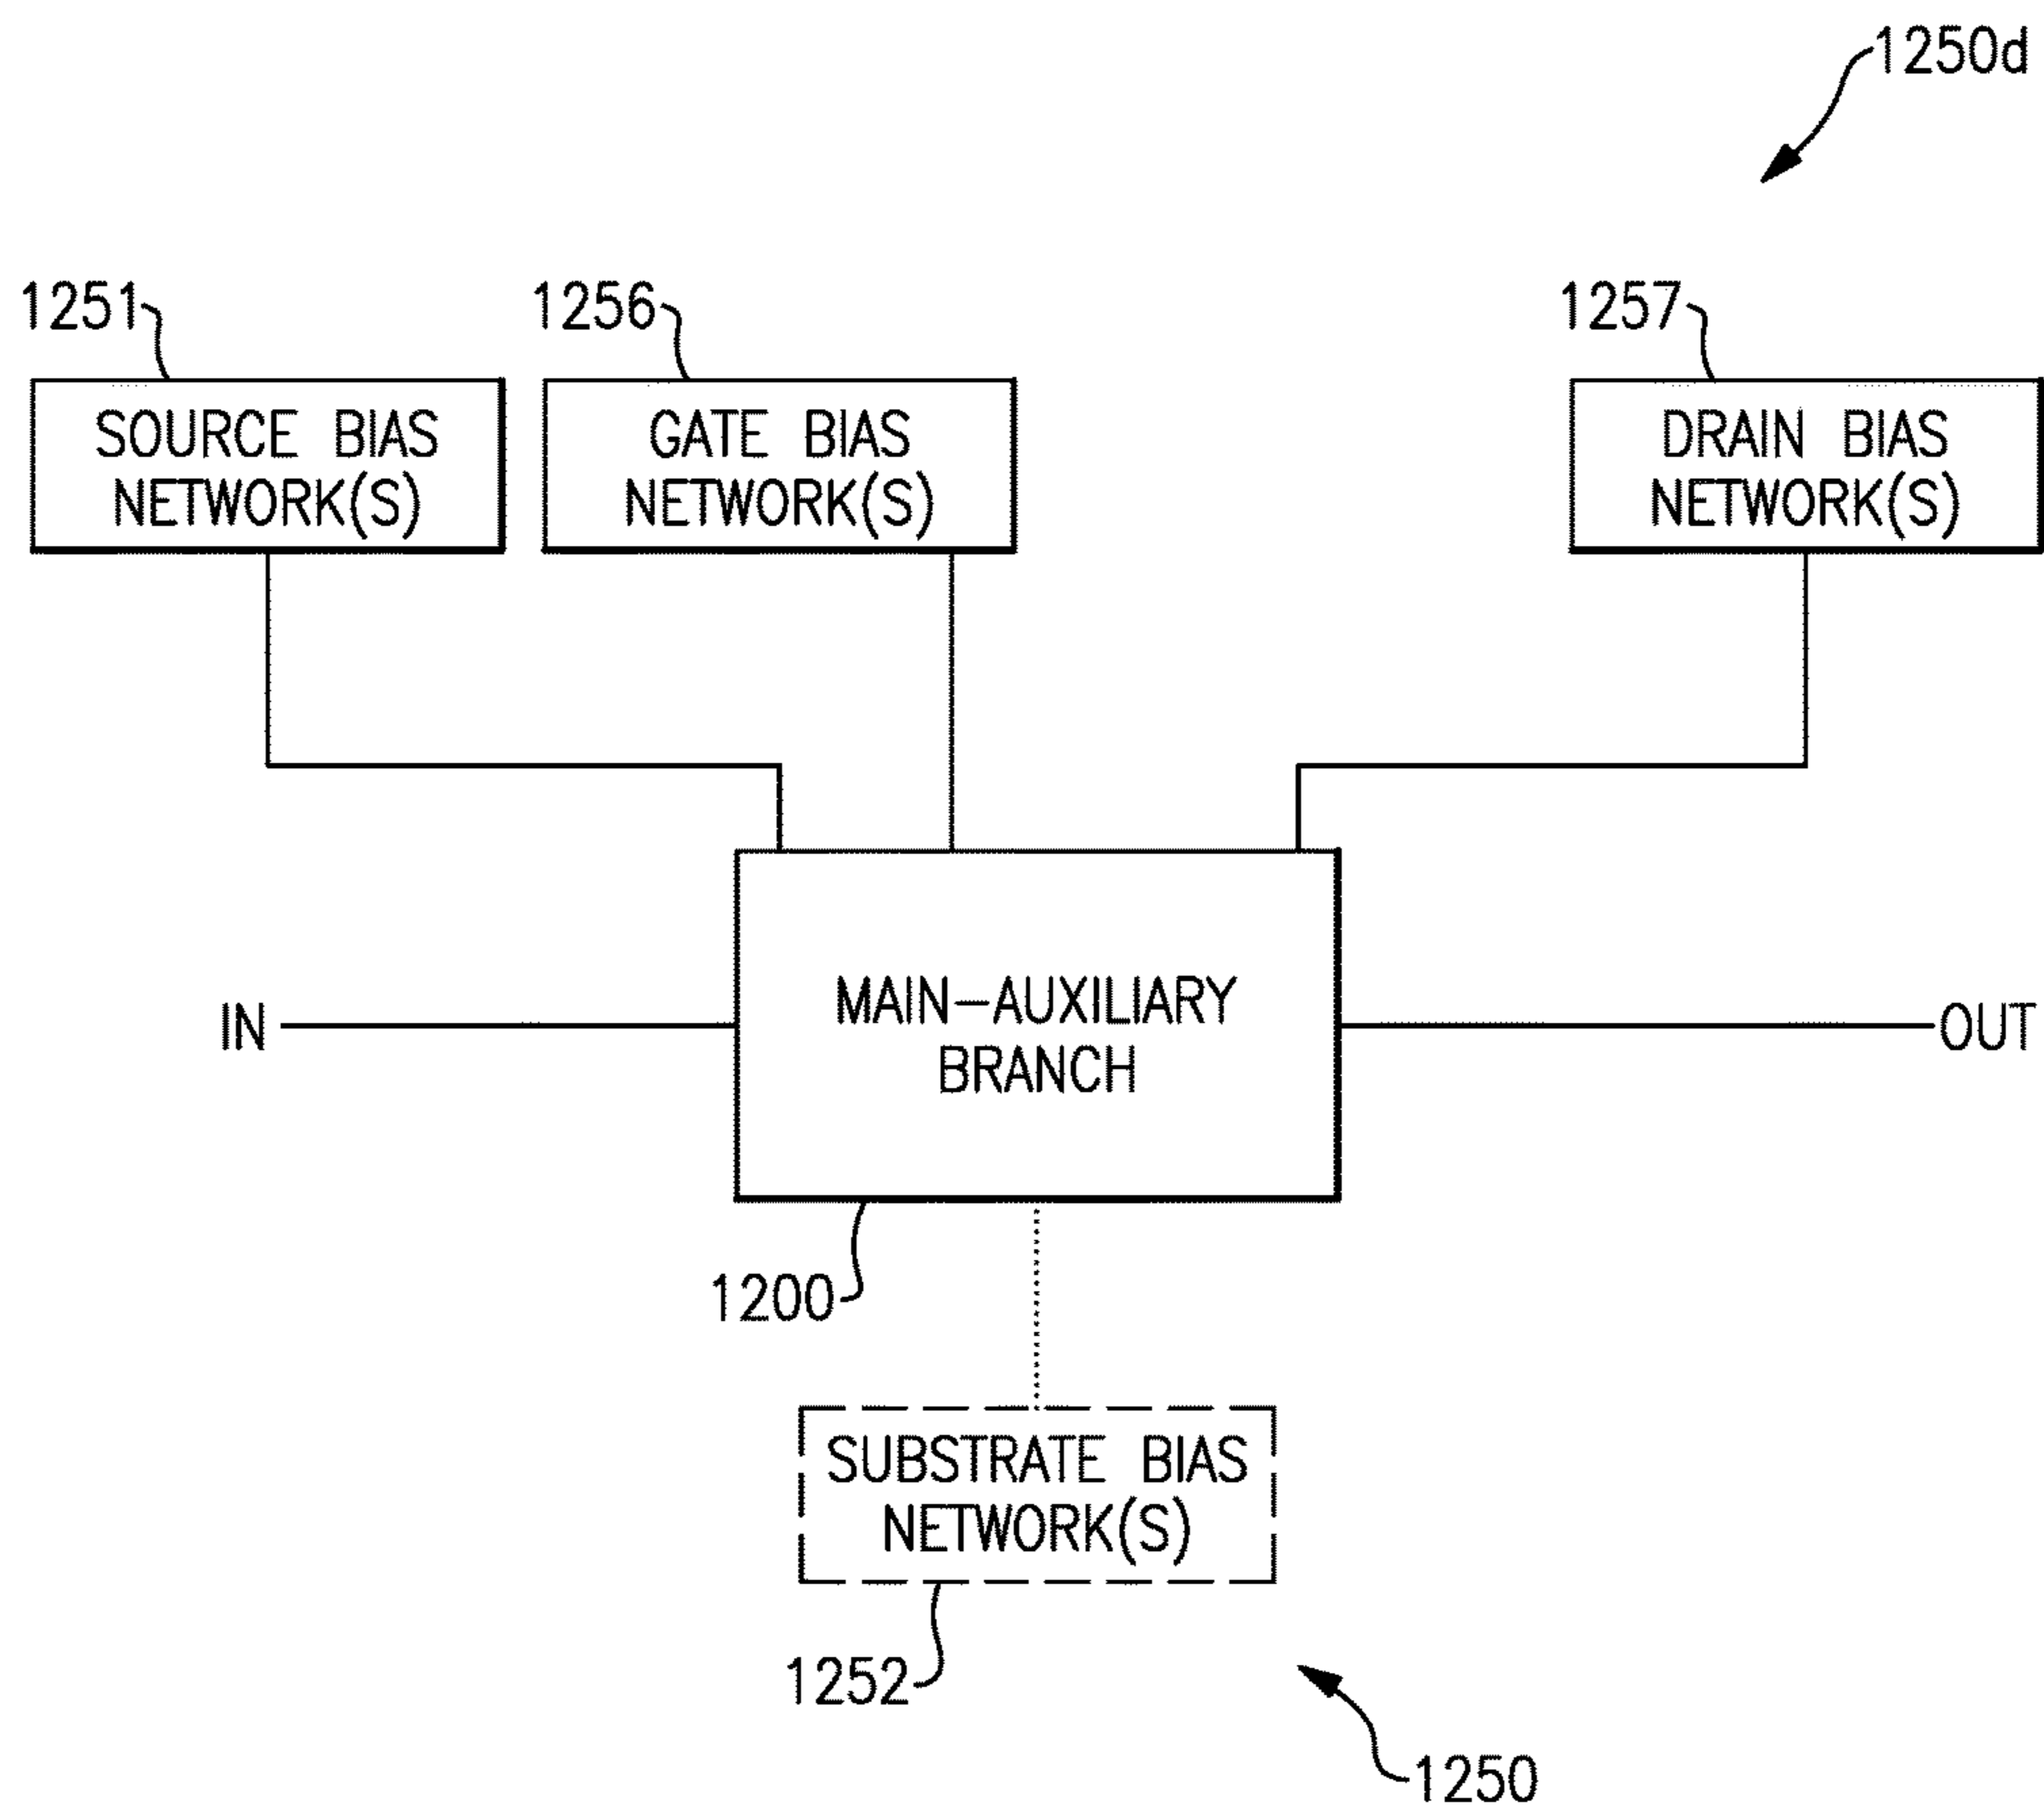 1250d
1251
1256
1257
SOURCE BIAS
NETWORK(S)
GATE BIAS
NETWORK(S)
DRAIN BIAS
NETWORK(S)
IN
MAIN-AUXILIARY
BRANCH
OUT
1200
SUBSTRATE BIAS
NETWORK(S)
1252
1250